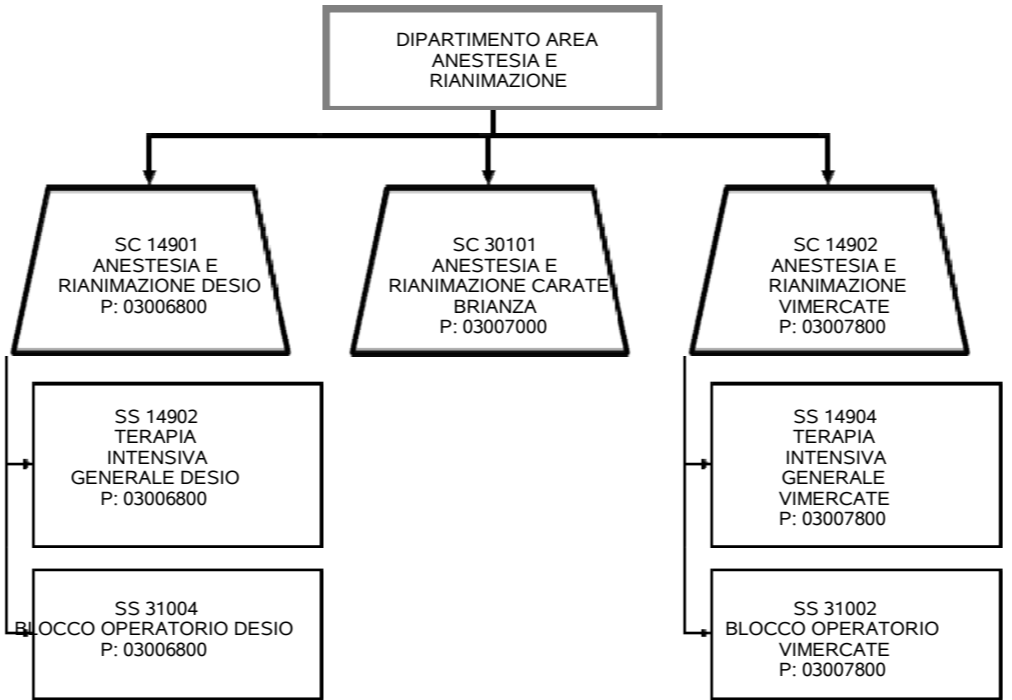 DIPARTIMENTO AREA
ANESTESIA E
RIANIMAZIONE
SC 14901
ANESTESIA E
RIANIMAZIONE DESIO
P: 03006800
SC 30101
ANESTESIA E
RIANIMAZIONE CARATE
BRIANZA
P: 03007000
SC 14902
ANESTESIA E
RIANIMAZIONE
VIMERCATE
P: 03007800
SS 14902
TERAPIA
INTENSIVA
GENERALE DESIO
P: 03006800
SS 14904
TERAPIA
INTENSIVA
GENERALE
VIMERCATE
P: 03007800
SS 31004
BLOCCO OPERATORIO DESIO
P: 03006800
SS 31002
BLOCCO OPERATORIO
VIMERCATE
P: 03007800